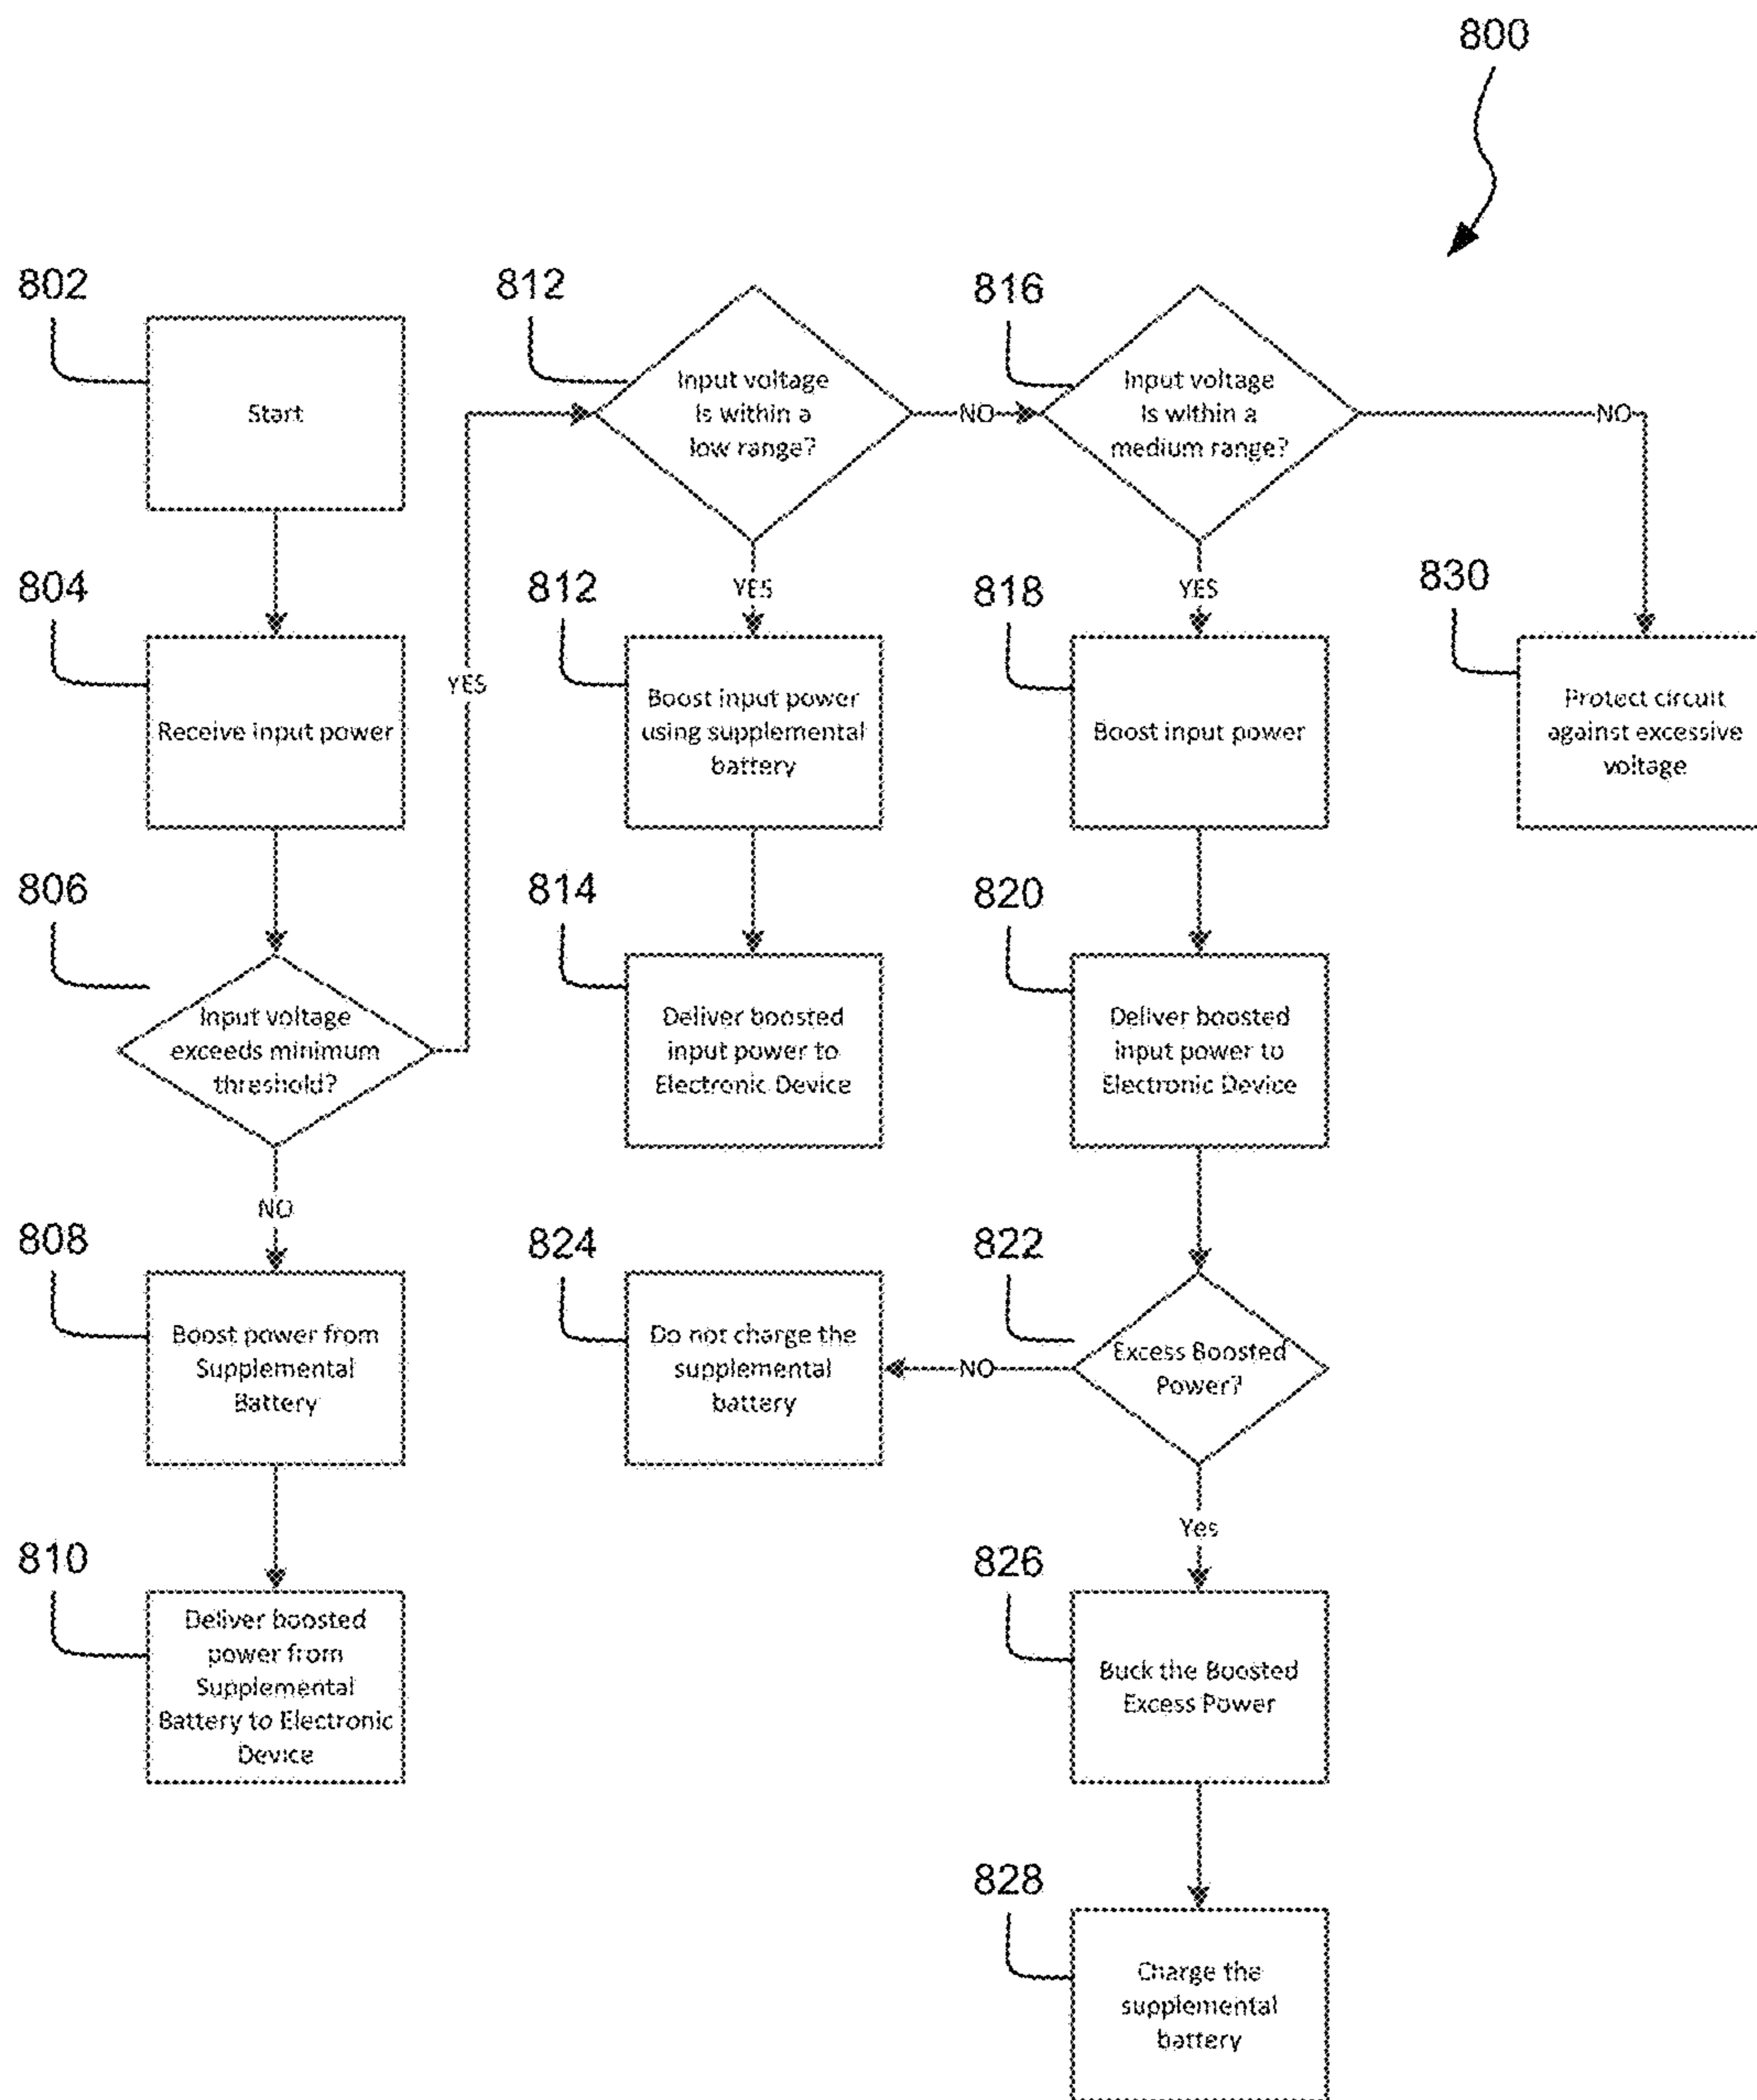 800
802
Start
804
Receive input power
806
Input voltage
exceeds minimum
threshold?
YES
NO
808
Boost power from
Supplemental
Battery
810
Deliver boosted
power from
Supplemental
Battery to Electronic
Device
812
Input voltage
is within a
low range?
NO
YES
812
Boost input power
using supplemental
battery
814
Deliver boosted
input power to
Electronic Device
816
Input voltage
is within a
medium range?
NO
YES
818
Boost input power
820
Deliver boosted
input power to
Electronic Device
822
Excess Boosted
Power?
NO
824
Do not charge the
supplemental
battery
Yes
826
Buck the Boosted
Excess Power
828
Charge the
supplemental
battery
830
Protect circuit
against excessive
voltage